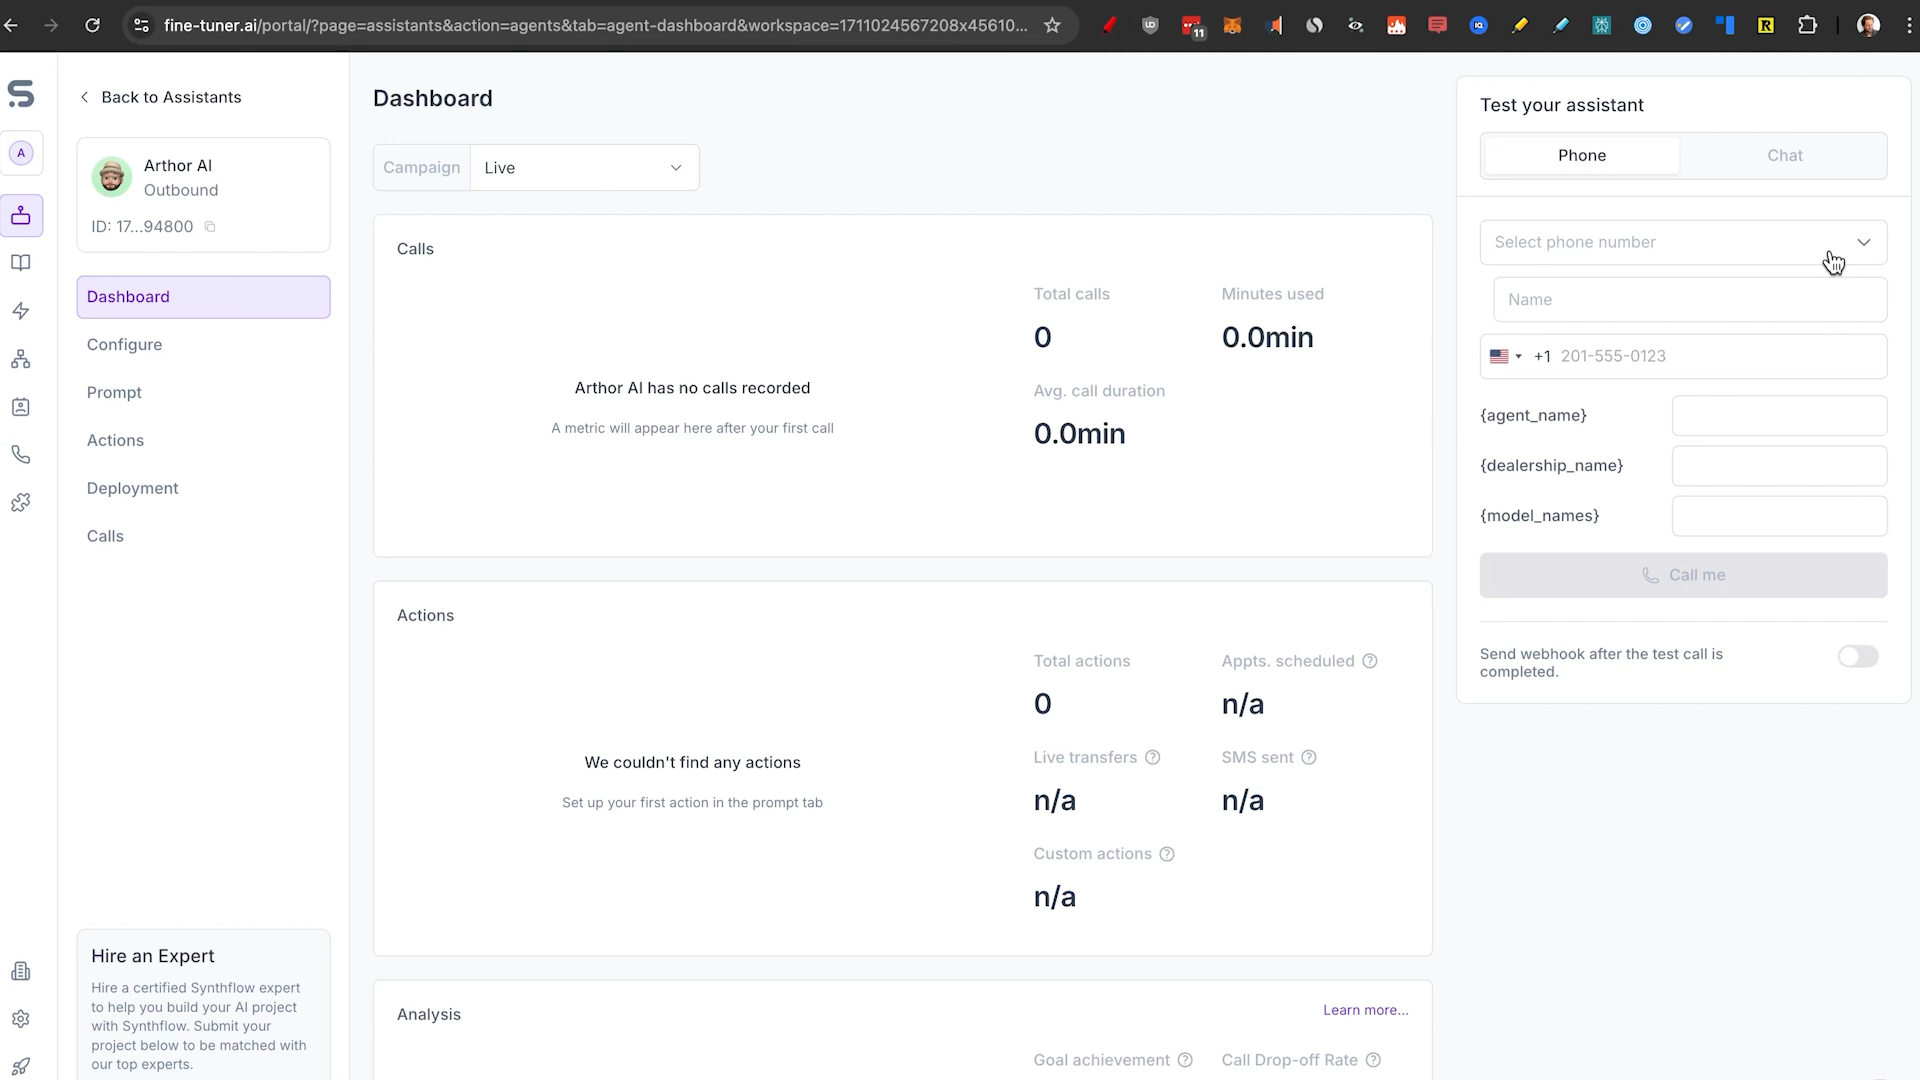 fine-tuner.ai/portal/?page=assistants&action=agents&tab=agent-dashboard&workspace=1711024567208x45610...
11
Back to Assistants
A
Arthor AI
Outbound
ID: 17...94800
Dashboard
Configure
Prompt
Actions
Deployment
Calls
Hire an Expert
Hire a certified Synthflow expert
to help you build your AI project
with Synthflow. Submit your
project below to be matched with
our top experts.
Dashboard
Campaign
Live
Calls
Arthor AI has no calls recorded
A metric will appear here after your first call
Total calls
0
Minutes used
0.0min
Avg. call duration
0.0min
Actions
We couldn't find any actions
Set up your first action in the prompt tab
Total actions
0
Appts. scheduled
n/a
Live transfers
n/a
SMS sent
n/a
Custom actions
n/a
Analysis
Learn more...
Goal achievement
Call Drop-off Rate
Test your assistant
Phone
Chat
Select phone number
Name
+1 201-555-0123
{agent_name}
{dealership_name}
{model_names}
Call me
Send webhook after the test call is
completed.